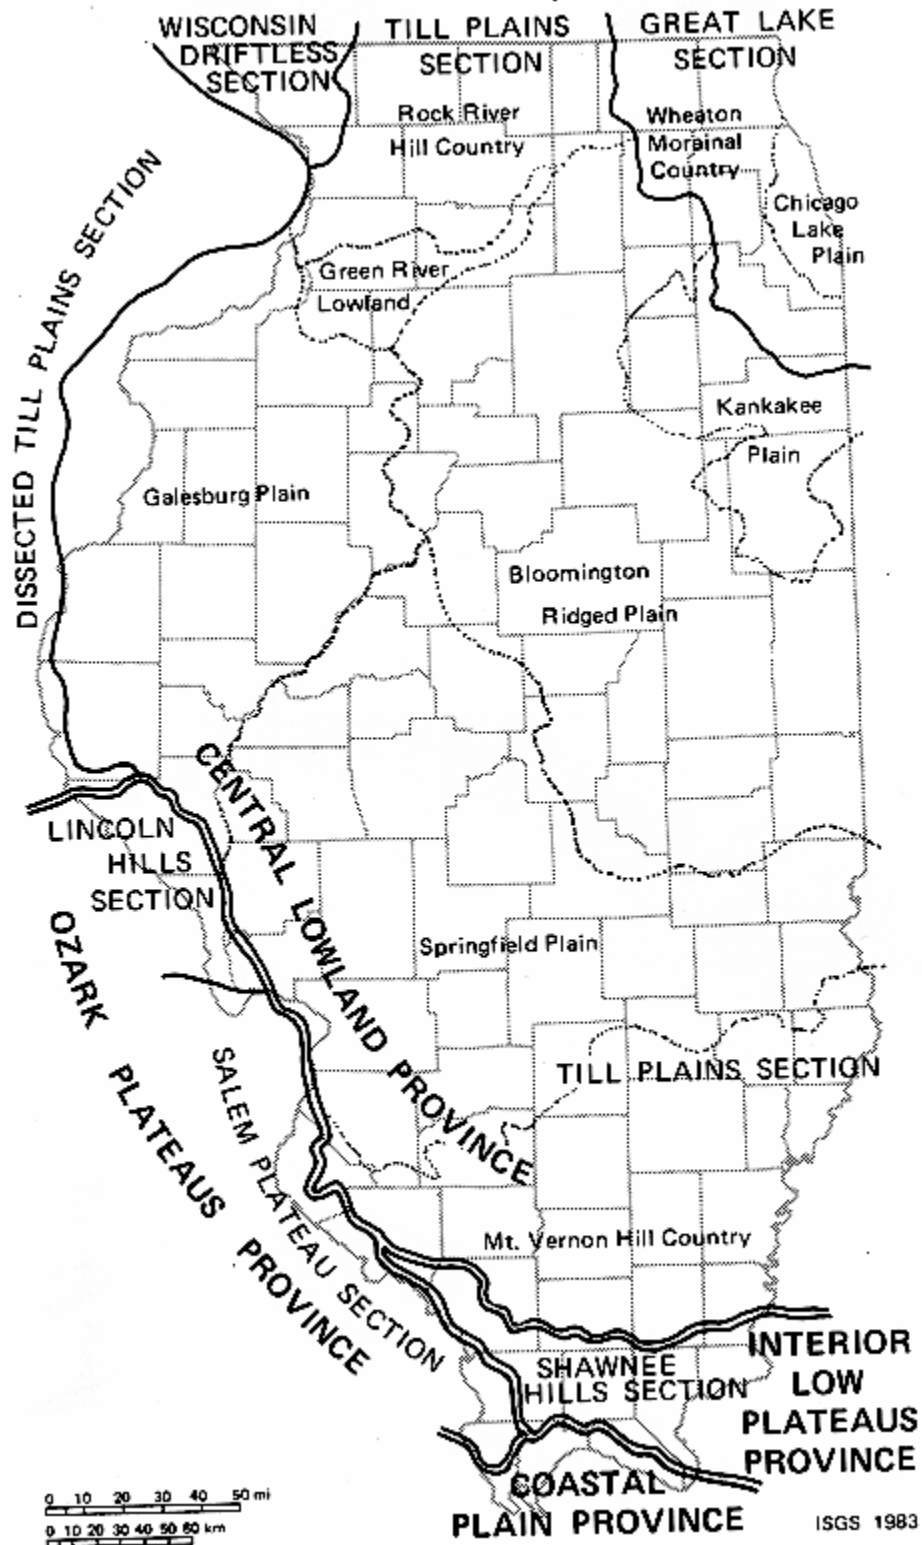 WISCONSIN
DRIFTLESS
SECTION
TILL PLAINS
SECTION
GREAT LAKE
SECTION
Rock River
Hill Country
Wheaton
Morainal
Country
Chicago
Lake
Plain
DISSECTED TILL PLAINS SECTION
Green River
Lowland
Kankakee
Plain
Galesburg Plain
Bloomington
Ridged Plain
CENTRAL LOWLAND PROVINCE
LINCOLN
HILLS
SECTION
OZARK
PLATEAUS
PROVINCE
Springfield Plain
TILL PLAINS SECTION
SALEM PLATEAU SECTION
Mt. Vernon Hill Country
INTERIOR
LOW
PLATEAUS
PROVINCE
SHAWNEE
HILLS SECTION
COASTAL
PLAIN PROVINCE
0 10 20 30 40 50 mi
0 10 20 30 40 50 60 km
ISGS 1983